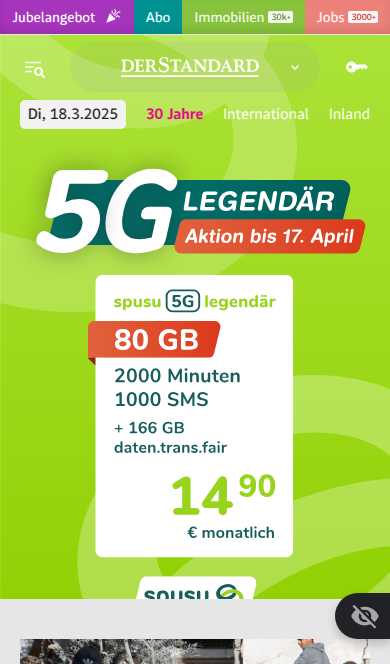 Jubelangebot Abo Immobilien 30k+ Jobs 3000+
DERSTANDARD
Di, 18.3.2025 30 Jahre International Inland
5G LEGENDÄR
Aktion bis 17. April
spusu 5G legendär
80 GB
2000 Minuten
1000 SMS
+ 166 GB
daten.trans.fair
14 90
€ monatlich
spusu